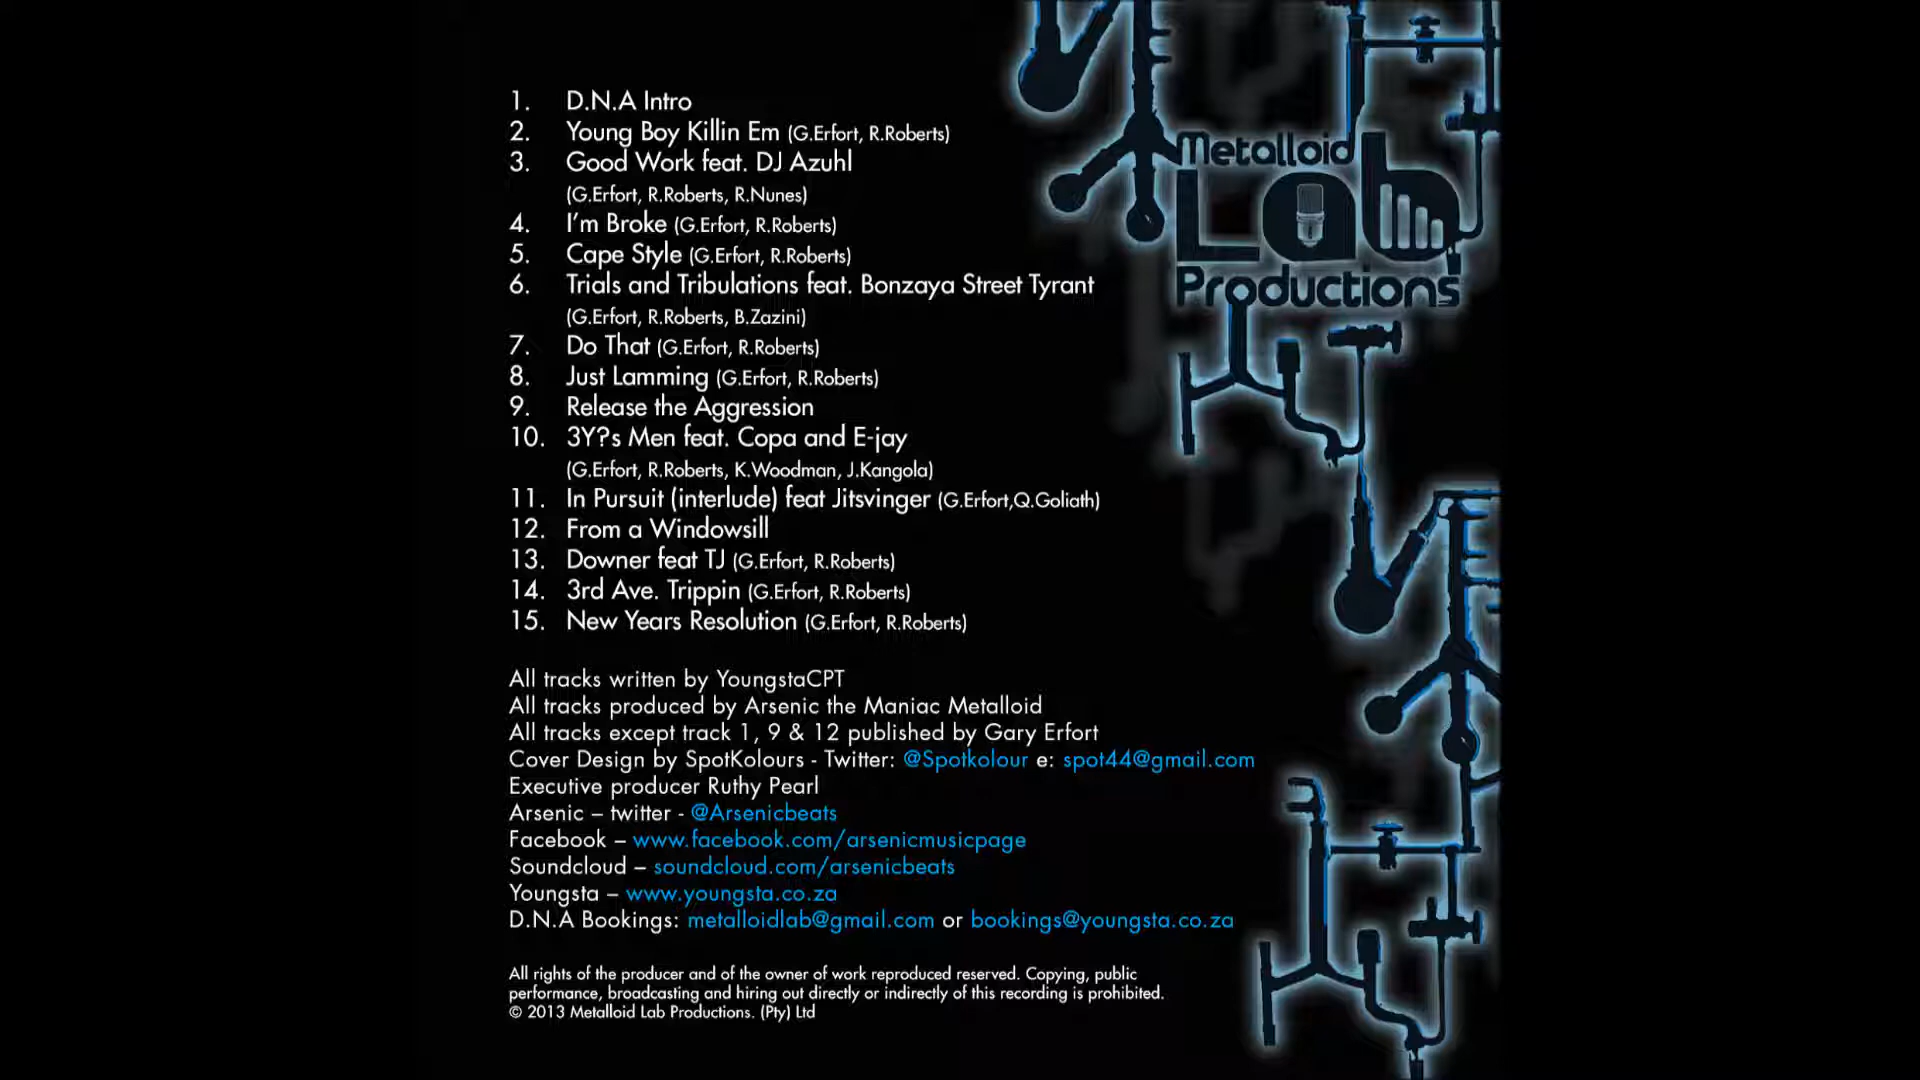 1. D.N.A Intro
2. Young Boy Killin Em (G.Erfort, R.Roberts)
3. Good Work feat. DJ Azuhl
(G.Erfort, R.Roberts, R.Nunes)
4. I'm Broke (G.Erfort, R.Roberts)
5. Cape Style (G.Erfort, R.Roberts)
6. Trials and Tribulations feat. Bonzaya Street Tyrant
(G.Erfort, R.Roberts, B.Zazini)
7. Do That (G.Erfort, R.Roberts)
8. Just Lamming (G.Erfort, R.Roberts)
9. Release the Aggression
10. 3Y?s Men feat. Copa and E-jay
(G.Erfort, R.Roberts, K.Woodman, J.Kangola)
11. In Pursuit (interlude) feat Jitsvinger (G.Erfort,Q.Goliath)
12. From a Windowsill
13. Downer feat TJ (G.Erfort, R.Roberts)
14. 3rd Ave. Trippin (G.Erfort, R.Roberts)
15. New Years Resolution (G.Erfort, R.Roberts)
All tracks written by YoungstaCPT
All tracks produced by Arsenic the Maniac Metalloid
All tracks except track 1, 9 & 12 published by Gary Erfort
Cover Design by SpotKolours - Twitter: @Spotkolour e: spot44@gmail.com
Executive producer Ruthy Pearl
Arsenic – twitter - @Arsenicbeats
Facebook – www.facebook.com/arsenicmusicpage
Soundcloud – soundcloud.com/arsenicbeats
Youngsta – www.youngsta.co.za
D.N.A Bookings: metalloidlab@gmail.com or bookings@youngsta.co.za
All rights of the producer and of the owner of work reproduced reserved. Copying, public
performance, broadcasting and hiring out directly or indirectly of this recording is prohibited.
© 2013 Metalloid Lab Productions. (Pty) Ltd
Metalloid
Lab
Productions